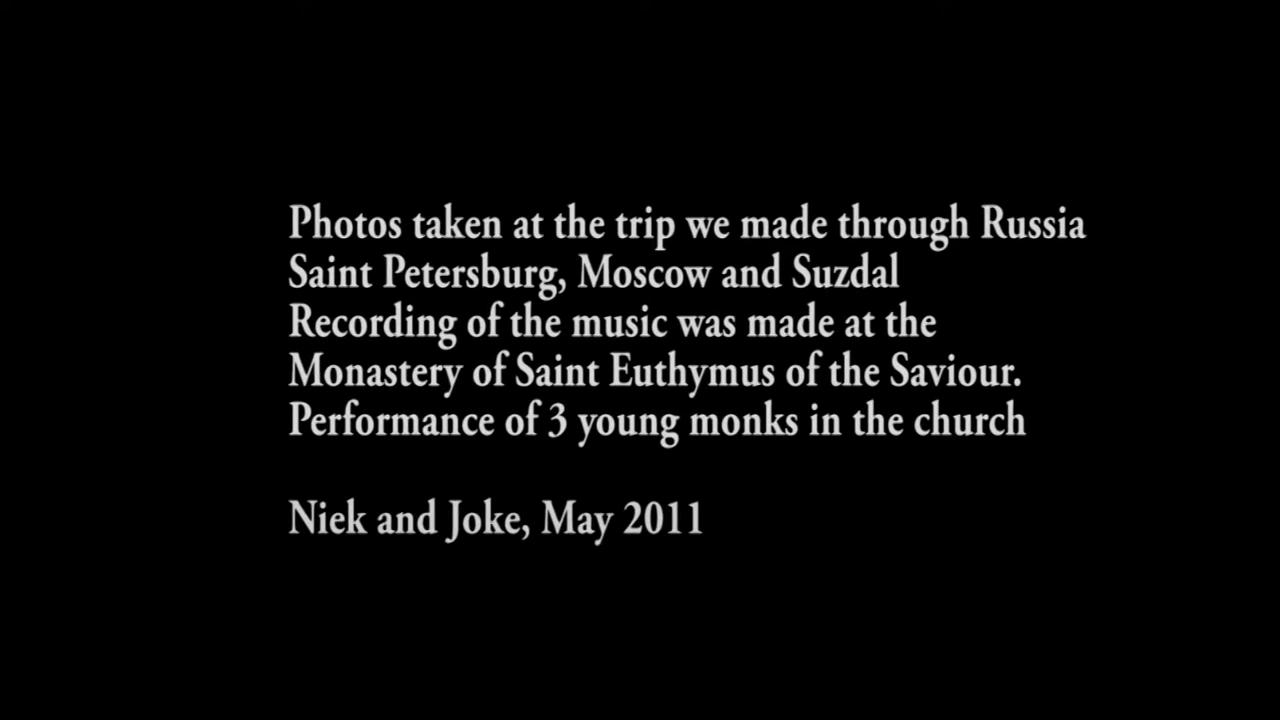 Photos taken at the trip we made through Russia
Saint Petersburg, Moscow and Suzdal
Recording of the music was made at the
Monastery of Saint Euthymus of the Saviour.
Performance of 3 young monks in the church
Niek and Joke, May 2011